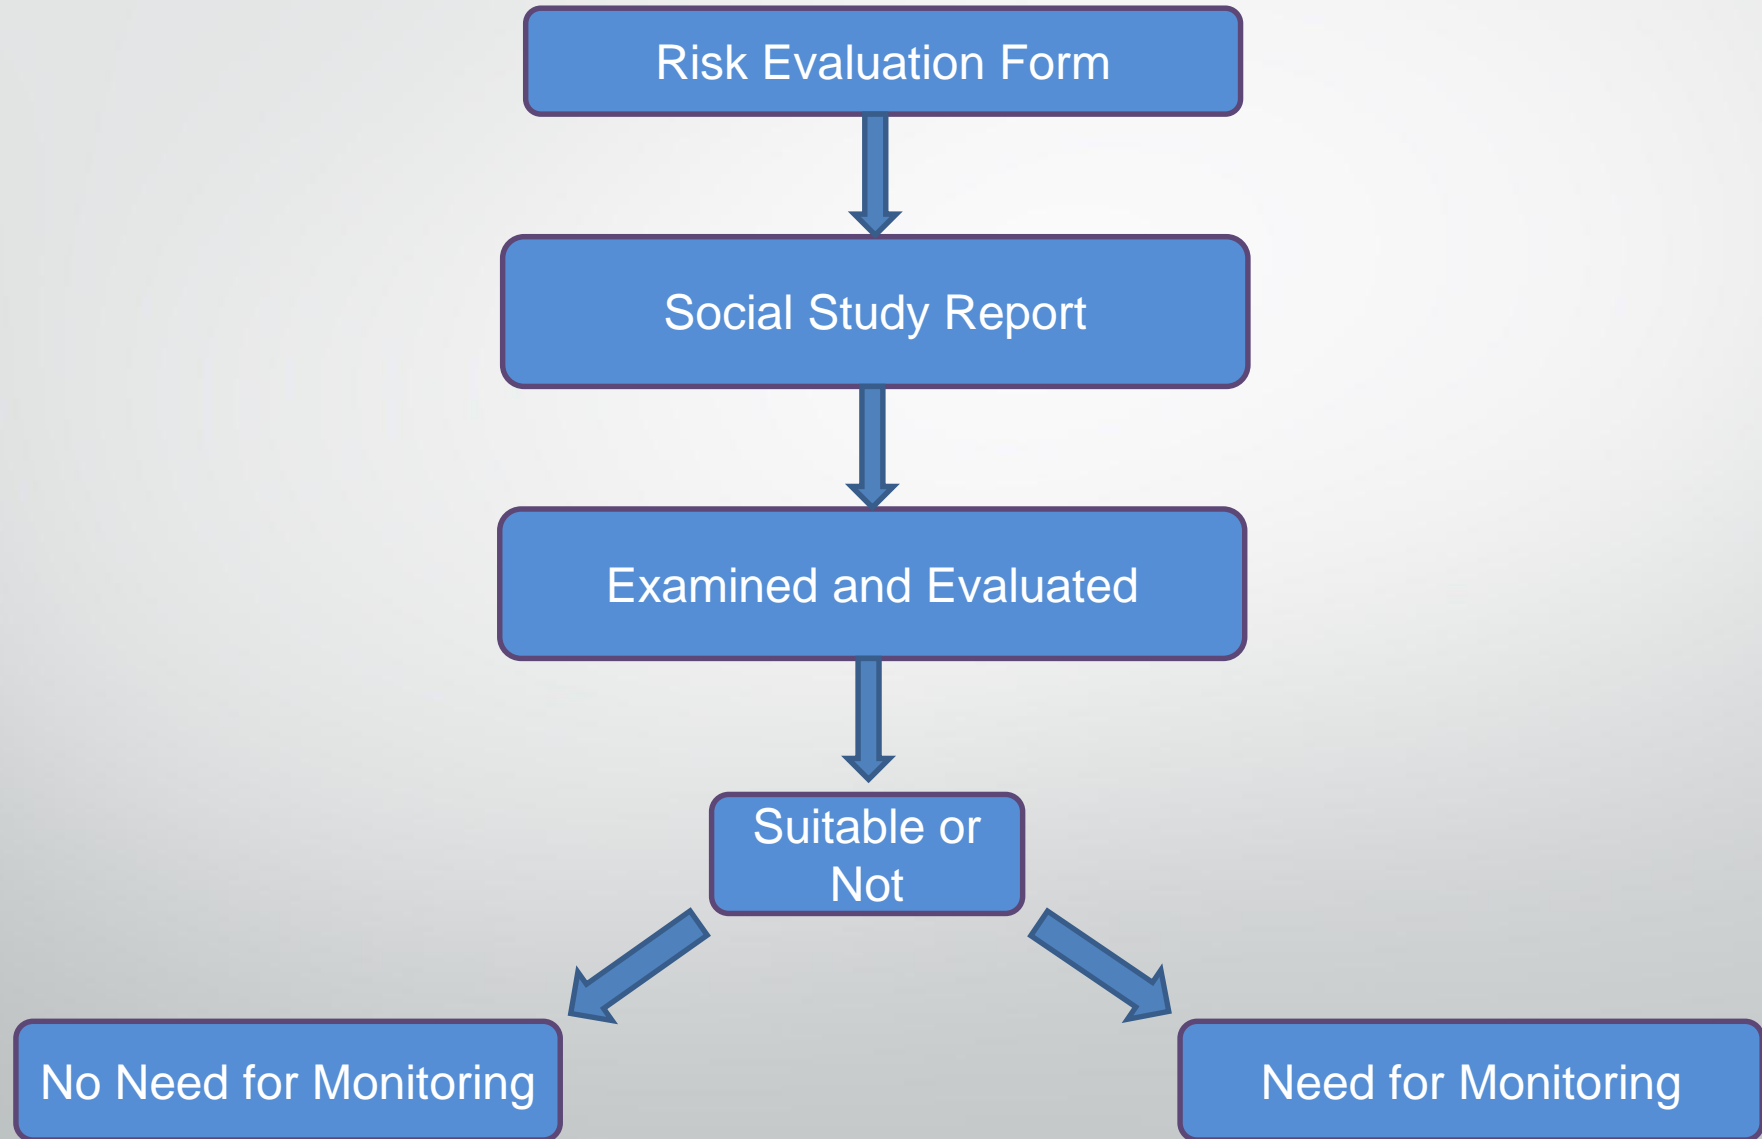 Risk Evaluation Form
Social Study Report
Examined and Evaluated
Suitable or
Not
No Need for Monitoring
Need for Monitoring